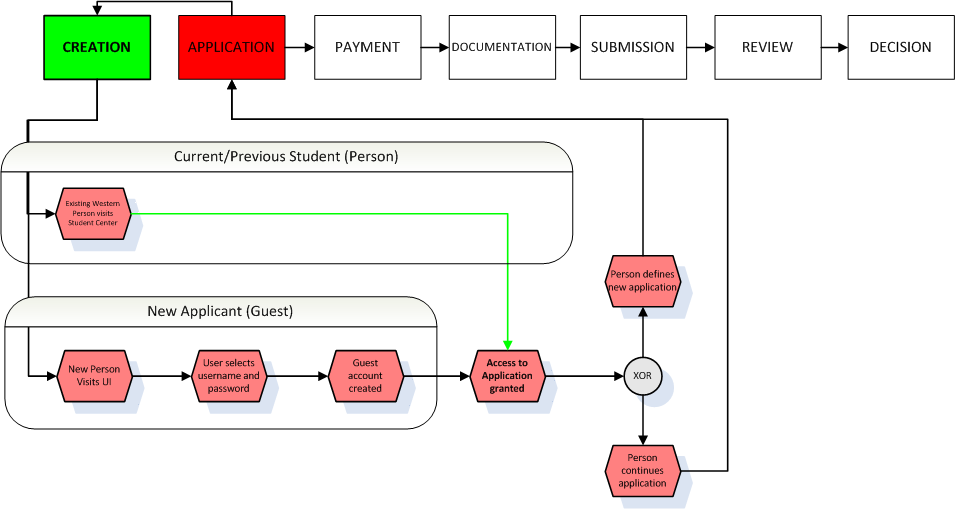 CREATION
APPLICATION
PAYMENT
DOCUMENTATION
SUBMISSION
REVIEW
DECISION
Current/Previous Student (Person)
Existing Western
Person visits
Student Center
Person defines
new application
New Applicant (Guest)
New Person
Visits UI
User selects
username and
password
Guest
account
created
Access to
Application
granted
XOR
Person
continues
application